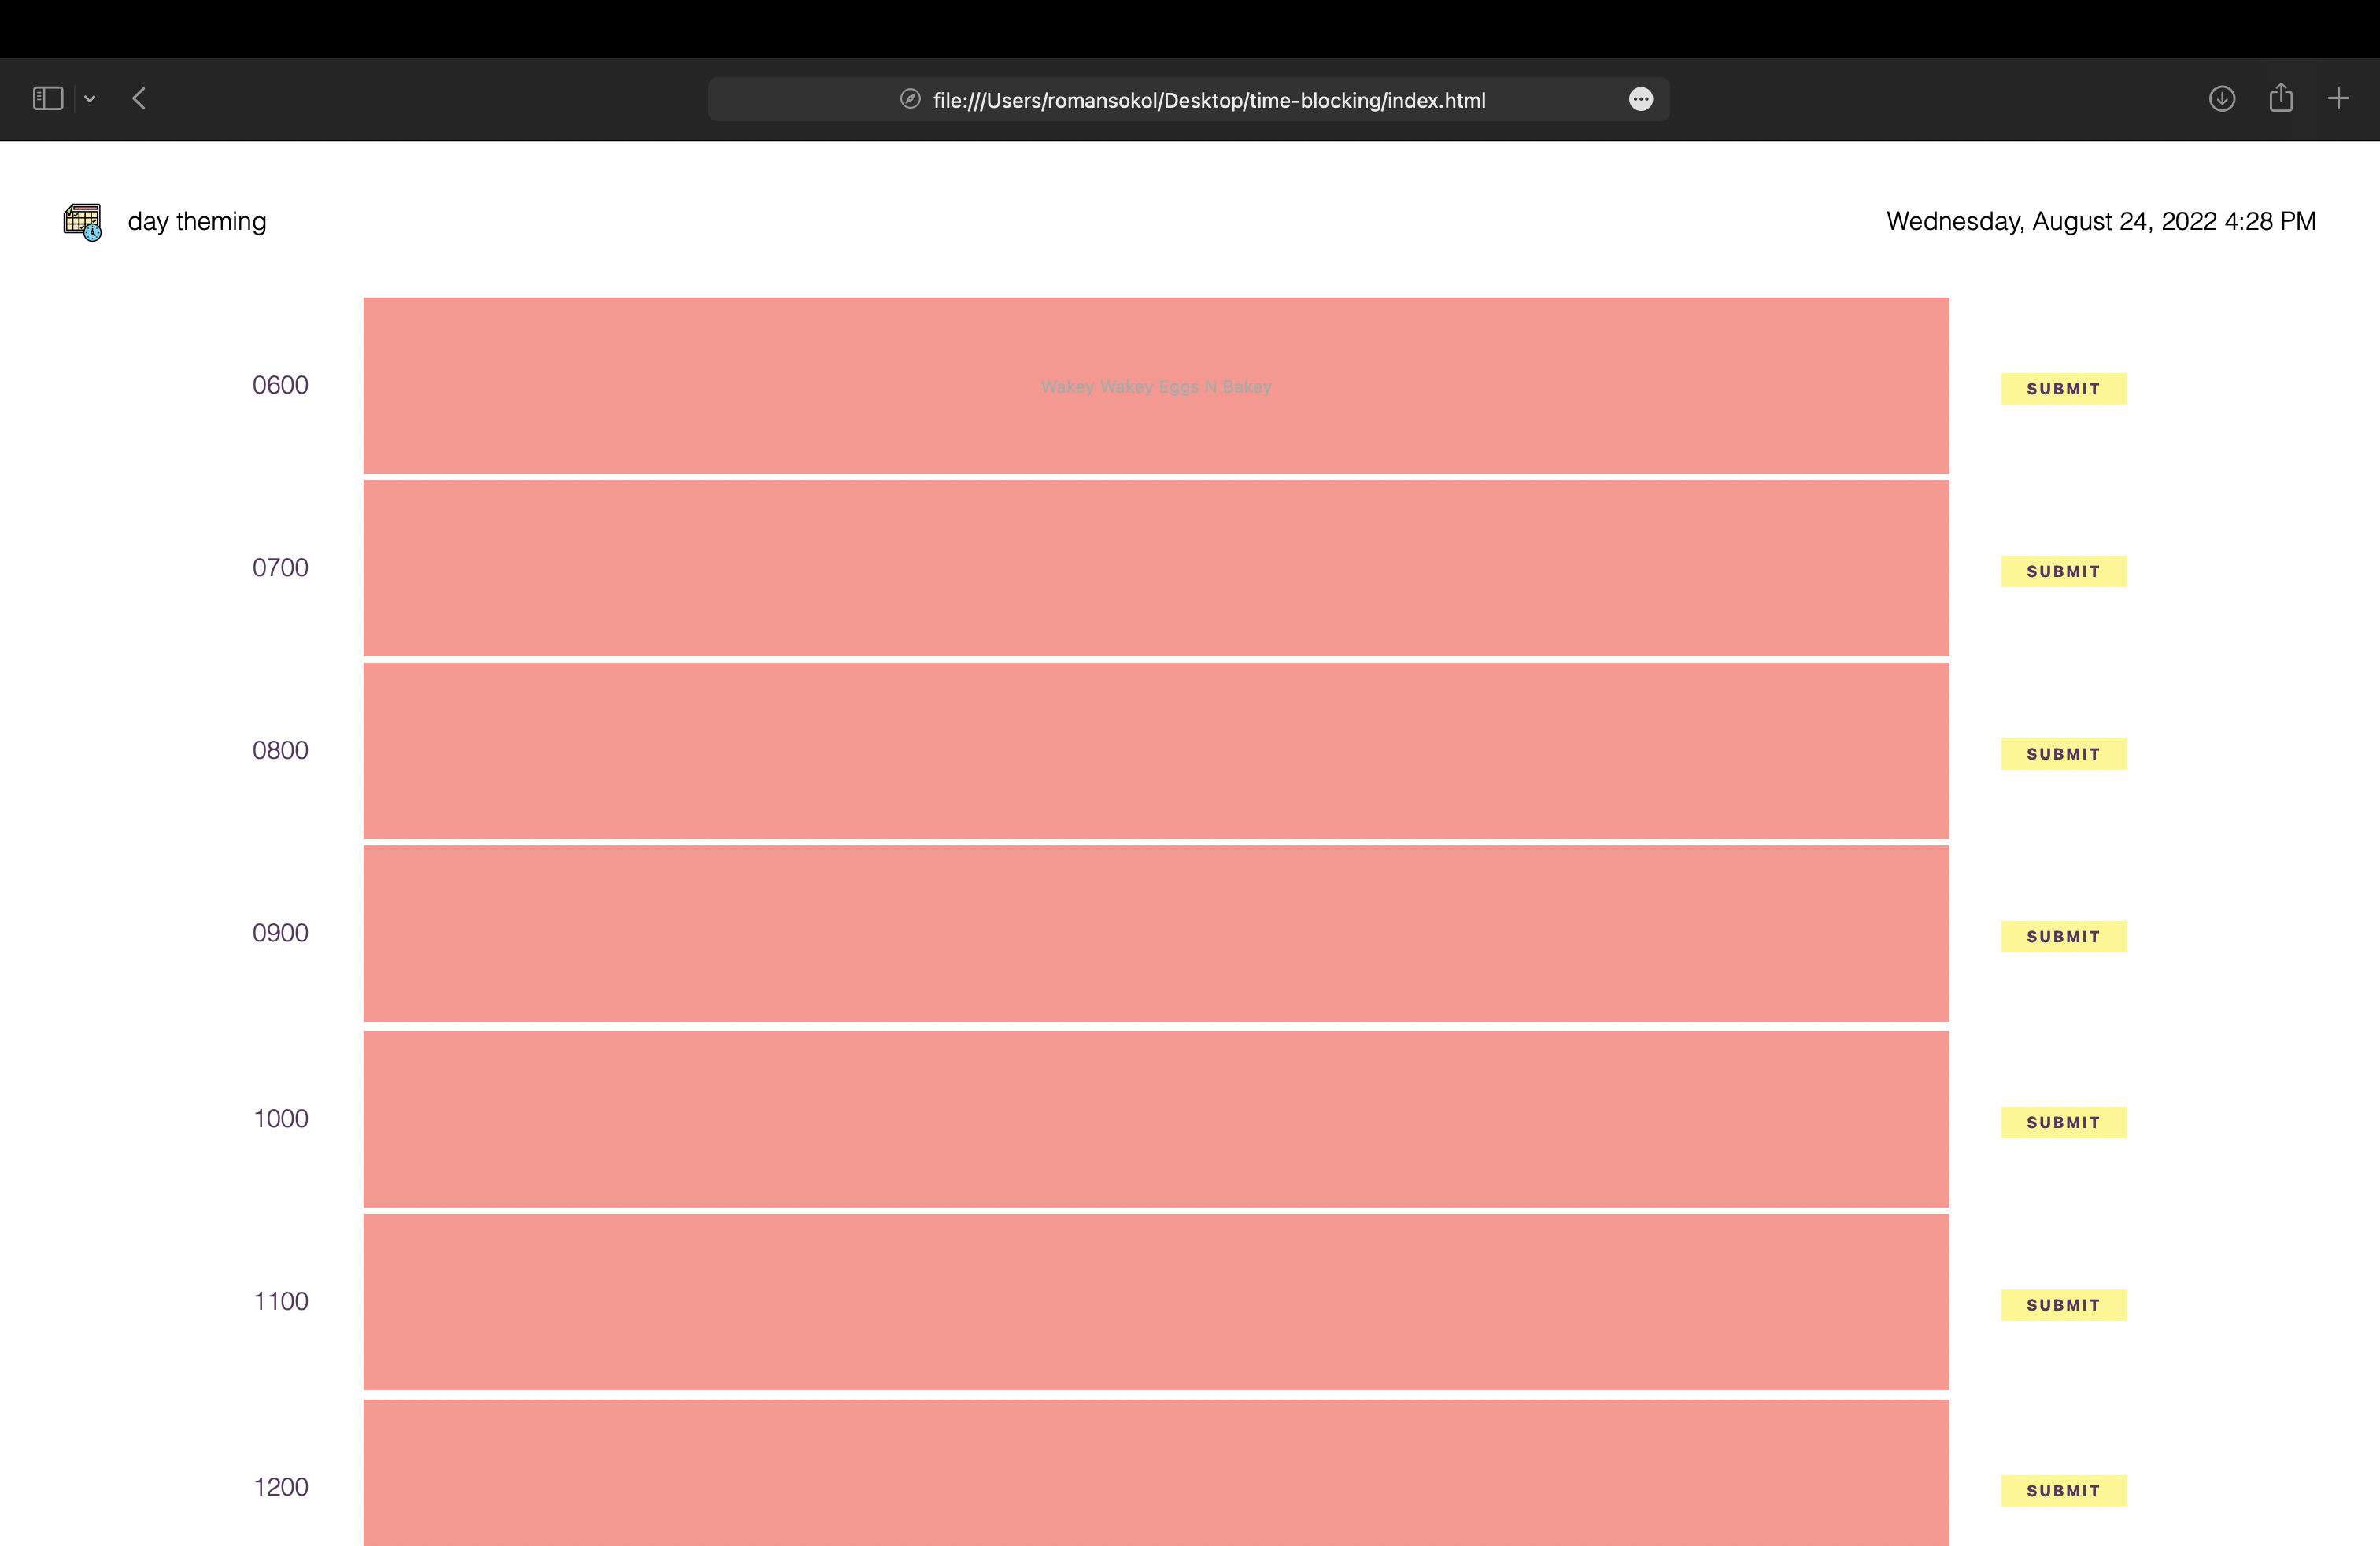 file:///Users/romansokol/Desktop/time-blocking/index.html
day theming
Wednesday, August 24, 2022 4:28 PM
0600
Wakey Wakey Eggs N Bakey
SUBMIT
0700
SUBMIT
0800
SUBMIT
0900
SUBMIT
1000
SUBMIT
1100
SUBMIT
1200
SUBMIT